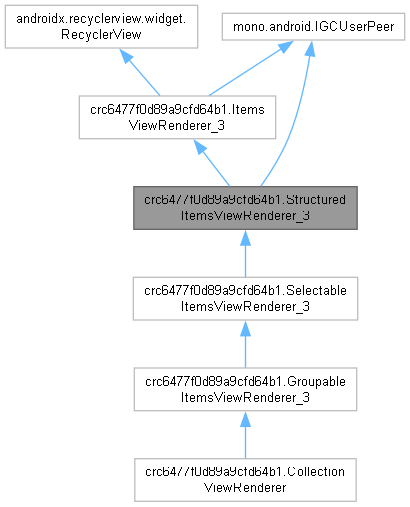 androidx.recyclerview.widget.
RecyclerView
mono.android.IGCUserPeer
crc6477f0d89a9cfd64b1.Items
ViewRenderer_3
crc6477f0d89a9cfd64b1.Structured
ItemsViewRenderer_3
crc6477f0d89a9cfd64b1.Selectable
ItemsViewRenderer_3
crc6477f0d89a9cfd64b1.Groupable
ItemsViewRenderer_3
crc6477f0d89a9cfd64b1.Collection
ViewRenderer